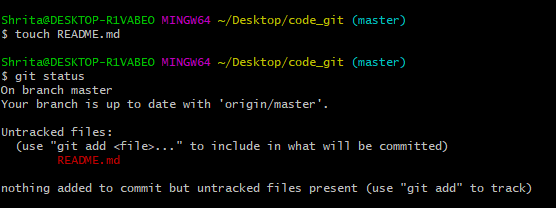 Shrita@DESKTOP-R1VABEO MINGW64 ~/Desktop/code_git (master)
$ touch README.md
Shrita@DESKTOP-R1VABEO MINGW64 ~/Desktop/code_git (master)
$ git status
On branch master
Your branch is up to date with 'origin/master'.
Untracked files:
  (use "git add <file>..." to include in what will be committed)
        README.md
nothing added to commit but untracked files present (use "git add" to track)